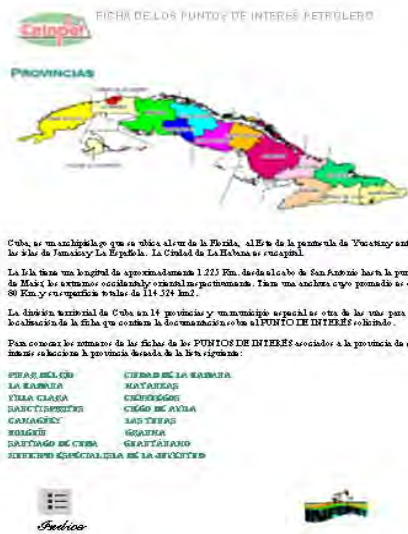 FICHA DE LOS PUNTOS DE INTERÉS PETROLERO
Ceinpet
PROVINCIAS
Cuba, es un archipiélago que se ubica al sur de la Florida, al Este de la península de Yucatán y ent
las islas de Jamaica y La Española. La Ciudad de La Habana es su capital.
La Isla tiene una longitud de aproximadamente 1.225 Km. desde el cabo de San Antonio hasta la pun
de Maisí, los extremos occidental y oriental respectivamente. Tiene una anchura cuyo promedio es
80 Km. y su superficie total es de 114.524 km2.
La división territorial de Cuba en 14 provincias y un municipio especial es otra de las vías para
localización de la ficha que contiene la documentación sobre el PUNTO DE INTERÉS solicitado.
Para conocer los números de las fichas de los PUNTOS DE INTERÉS asociados a la provincia de
interés seleccione la provincia deseada de la lista siguiente:
PINAR DEL RÍO CIUDAD DE LA HABANA
LA HABANA MATANZAS
VILLA CLARA CIENFUEGOS
SANCTI SPIRITUS CIEGO DE AVILA
CAMAGÜEY LAS TUNAS
HOLGUÍN GRANMA
SANTIAGO DE CUBA GUANTÁNAMO
MUNICIPIO ESPECIAL ISLA DE LA JUVENTUD
Indice